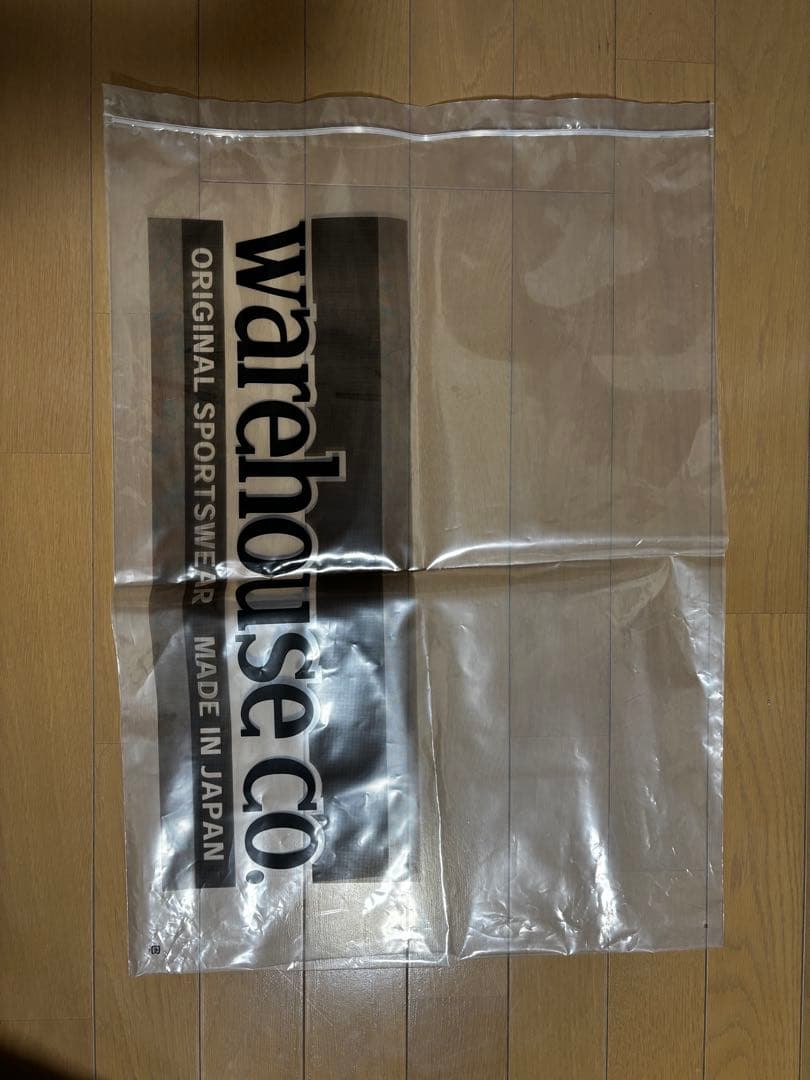 warehouse co.
ORIGINAL SPORTSWEAR MADE IN JAPAN